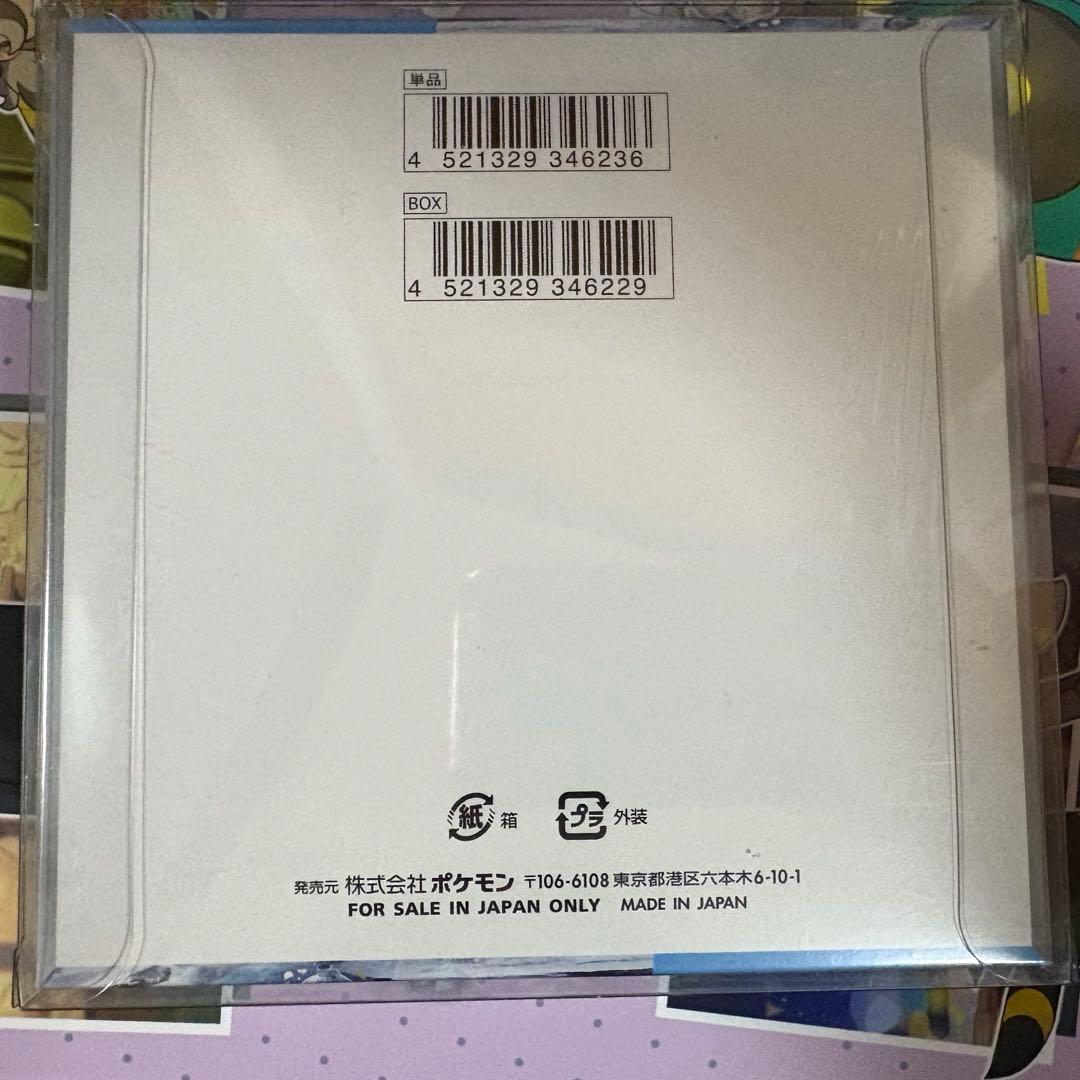 単品
4 521329 346236
BOX
4 521329 346229
紙 箱 プラ 外装
発売元 株式会社 ポケモン 〒106-6108 東京都港区六本木6-10-1
FOR SALE IN JAPAN ONLY MADE IN JAPAN